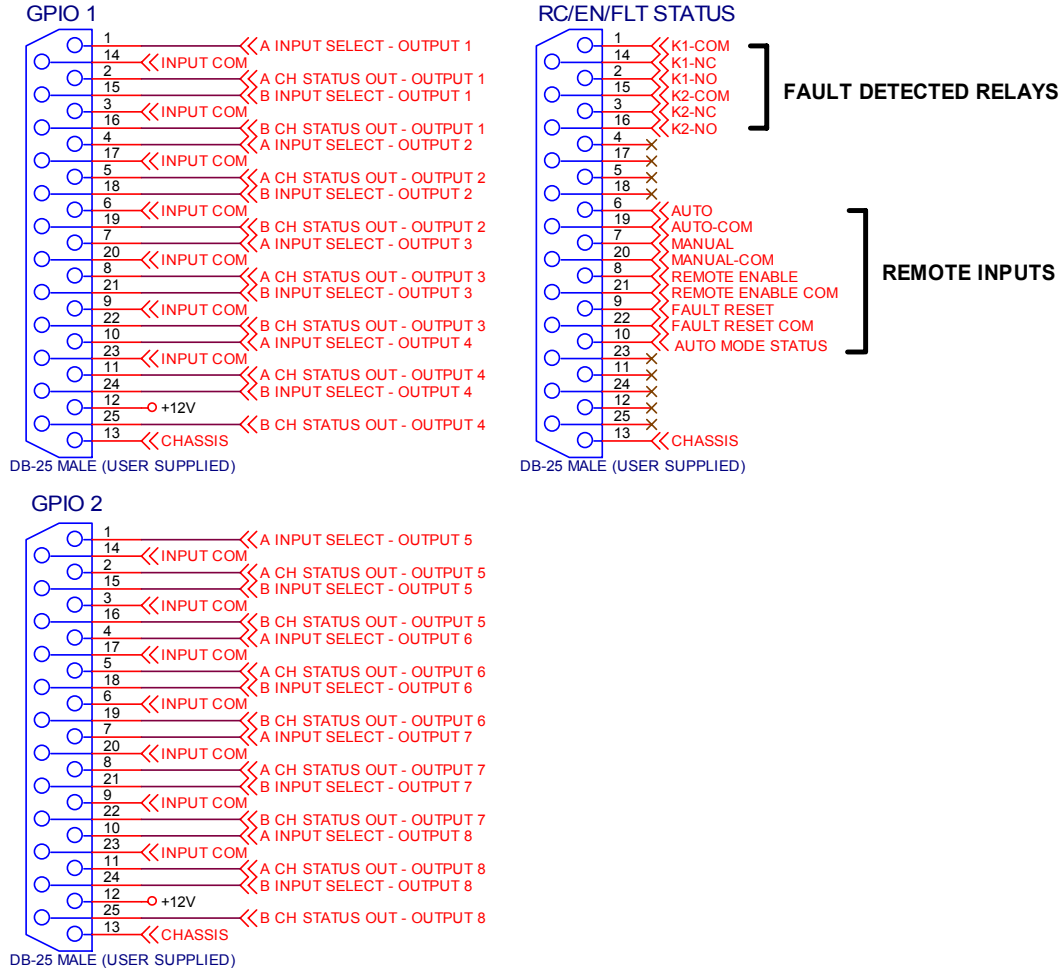 GPIO 1
1 A INPUT SELECT - OUTPUT 1
14 INPUT COM
2 A CH STATUS OUT - OUTPUT 1
15 B INPUT SELECT - OUTPUT 1
3 INPUT COM
16 B CH STATUS OUT - OUTPUT 1
4 A INPUT SELECT - OUTPUT 2
17 INPUT COM
5 A CH STATUS OUT - OUTPUT 2
18 B INPUT SELECT - OUTPUT 2
6 INPUT COM
19 B CH STATUS OUT - OUTPUT 2
7 A INPUT SELECT - OUTPUT 3
20 INPUT COM
8 A CH STATUS OUT - OUTPUT 3
21 B INPUT SELECT - OUTPUT 3
9 INPUT COM
22 B CH STATUS OUT - OUTPUT 3
10 A INPUT SELECT - OUTPUT 4
23 INPUT COM
11 A CH STATUS OUT - OUTPUT 4
24 B INPUT SELECT - OUTPUT 4
12 +12V
25 B CH STATUS OUT - OUTPUT 4
13 CHASSIS
DB-25 MALE (USER SUPPLIED)
RC/EN/FLT STATUS
1 K1-COM
14 K1-NC
2 K1-NO
15 K2-COM
3 K2-NC
16 K2-NO
FAULT DETECTED RELAYS
4
17
5
18
6 AUTO
19 AUTO-COM
7 MANUAL
20 MANUAL-COM
8 REMOTE ENABLE
21 REMOTE ENABLE COM
9 FAULT RESET
22 FAULT RESET COM
10 AUTO MODE STATUS
REMOTE INPUTS
23
11
24
12
25
13 CHASSIS
DB-25 MALE (USER SUPPLIED)
GPIO 2
1 A INPUT SELECT - OUTPUT 5
14 INPUT COM
2 A CH STATUS OUT - OUTPUT 5
15 B INPUT SELECT - OUTPUT 5
3 INPUT COM
16 B CH STATUS OUT - OUTPUT 5
4 A INPUT SELECT - OUTPUT 6
17 INPUT COM
5 A CH STATUS OUT - OUTPUT 6
18 B INPUT SELECT - OUTPUT 6
6 INPUT COM
19 B CH STATUS OUT - OUTPUT 6
7 A INPUT SELECT - OUTPUT 7
20 INPUT COM
8 A CH STATUS OUT - OUTPUT 7
21 B INPUT SELECT - OUTPUT 7
9 INPUT COM
22 B CH STATUS OUT - OUTPUT 7
10 A INPUT SELECT - OUTPUT 8
23 INPUT COM
11 A CH STATUS OUT - OUTPUT 8
24 B INPUT SELECT - OUTPUT 8
12 +12V
25 B CH STATUS OUT - OUTPUT 8
13 CHASSIS
DB-25 MALE (USER SUPPLIED)